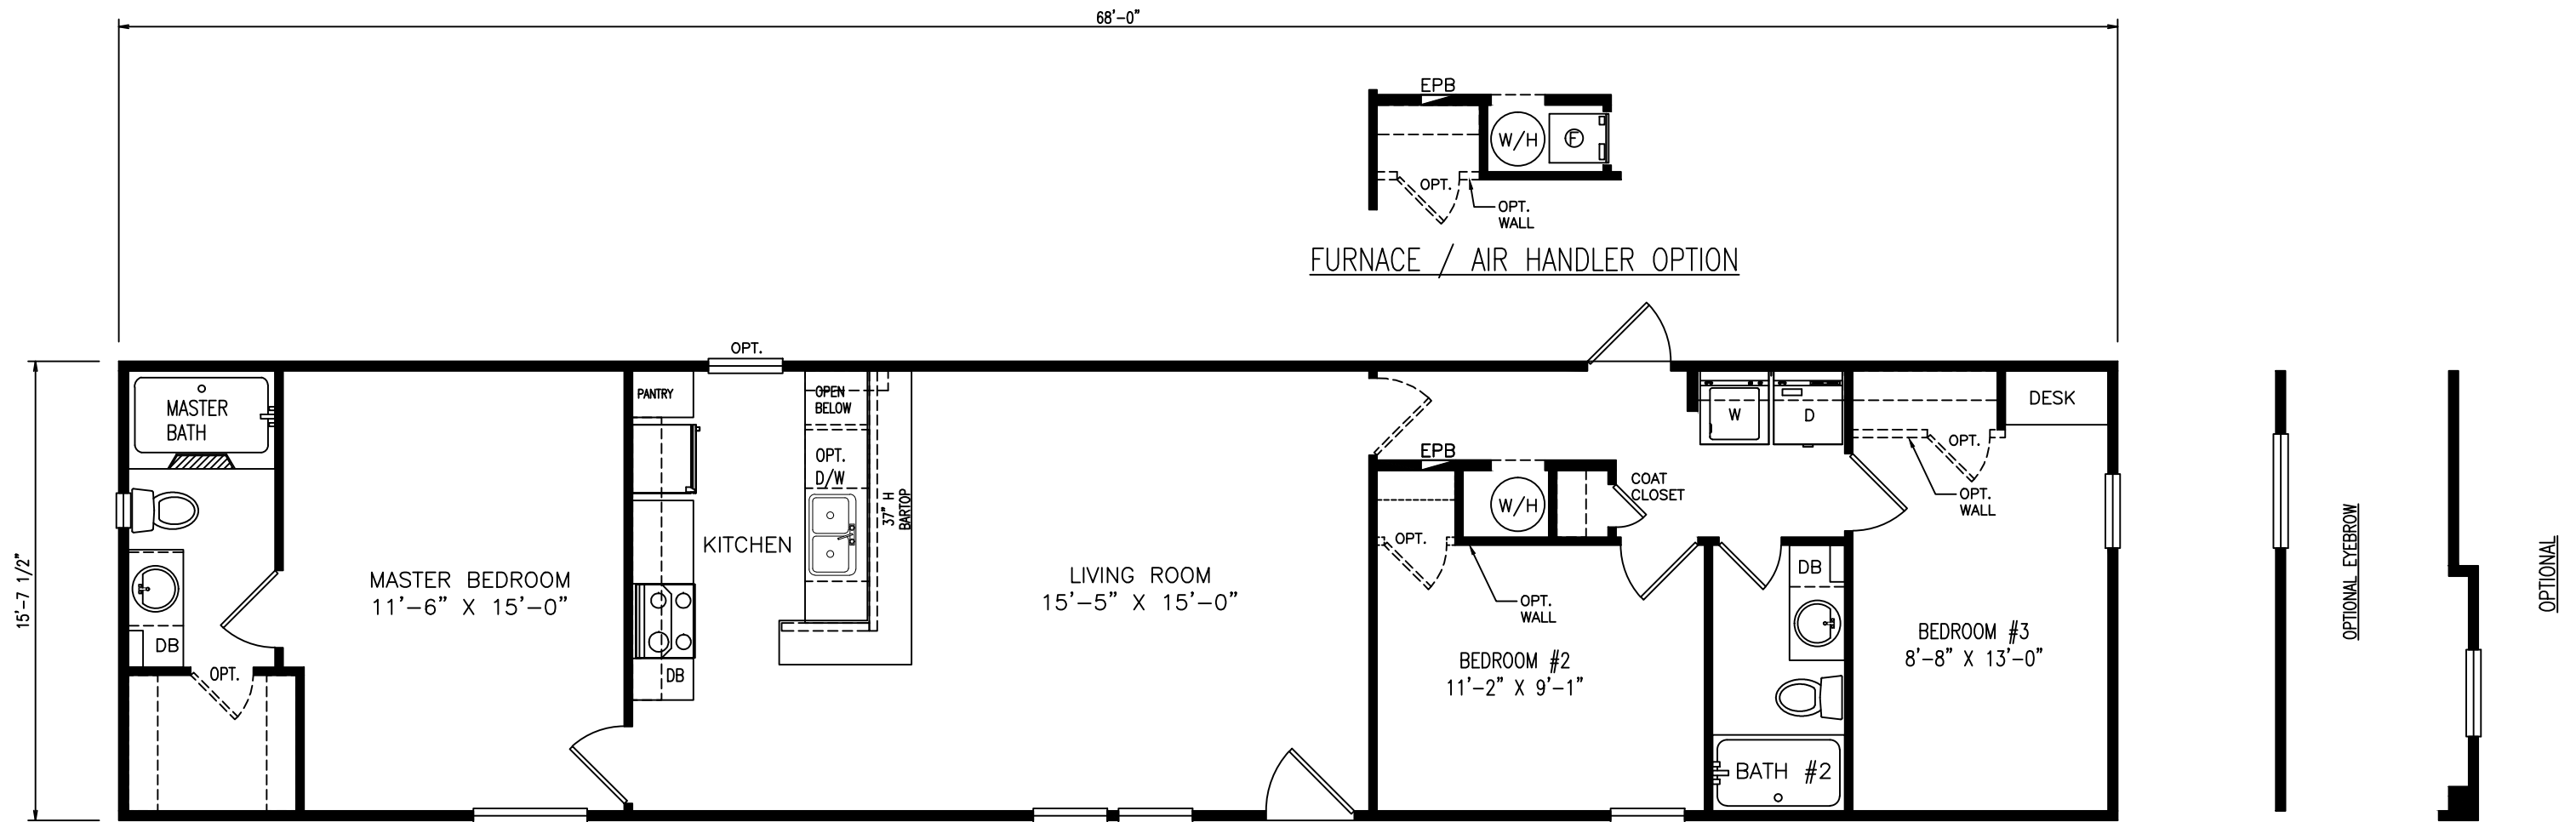 68'-0"
EPB
W/H
F
OPT.
OPT.
WALL
FURNACE / AIR HANDLER OPTION
OPT.
15'-7 1/2"
MASTER
BATH
DB
OPT.
MASTER BEDROOM
11'-6" X 15'-0"
PANTRY
KITCHEN
DB
OPEN
BELOW
OPT.
D/W
37" H
BARTOP
LIVING ROOM
15'-5" X 15'-0"
EPB
W/H
COAT
CLOSET
OPT.
OPT.
WALL
BEDROOM #2
11'-2" X 9'-1"
W
D
DB
BATH #2
OPT.
OPT.
WALL
DESK
BEDROOM #3
8'-8" X 13'-0"
OPTIONAL EYEBROW
OPTIONAL